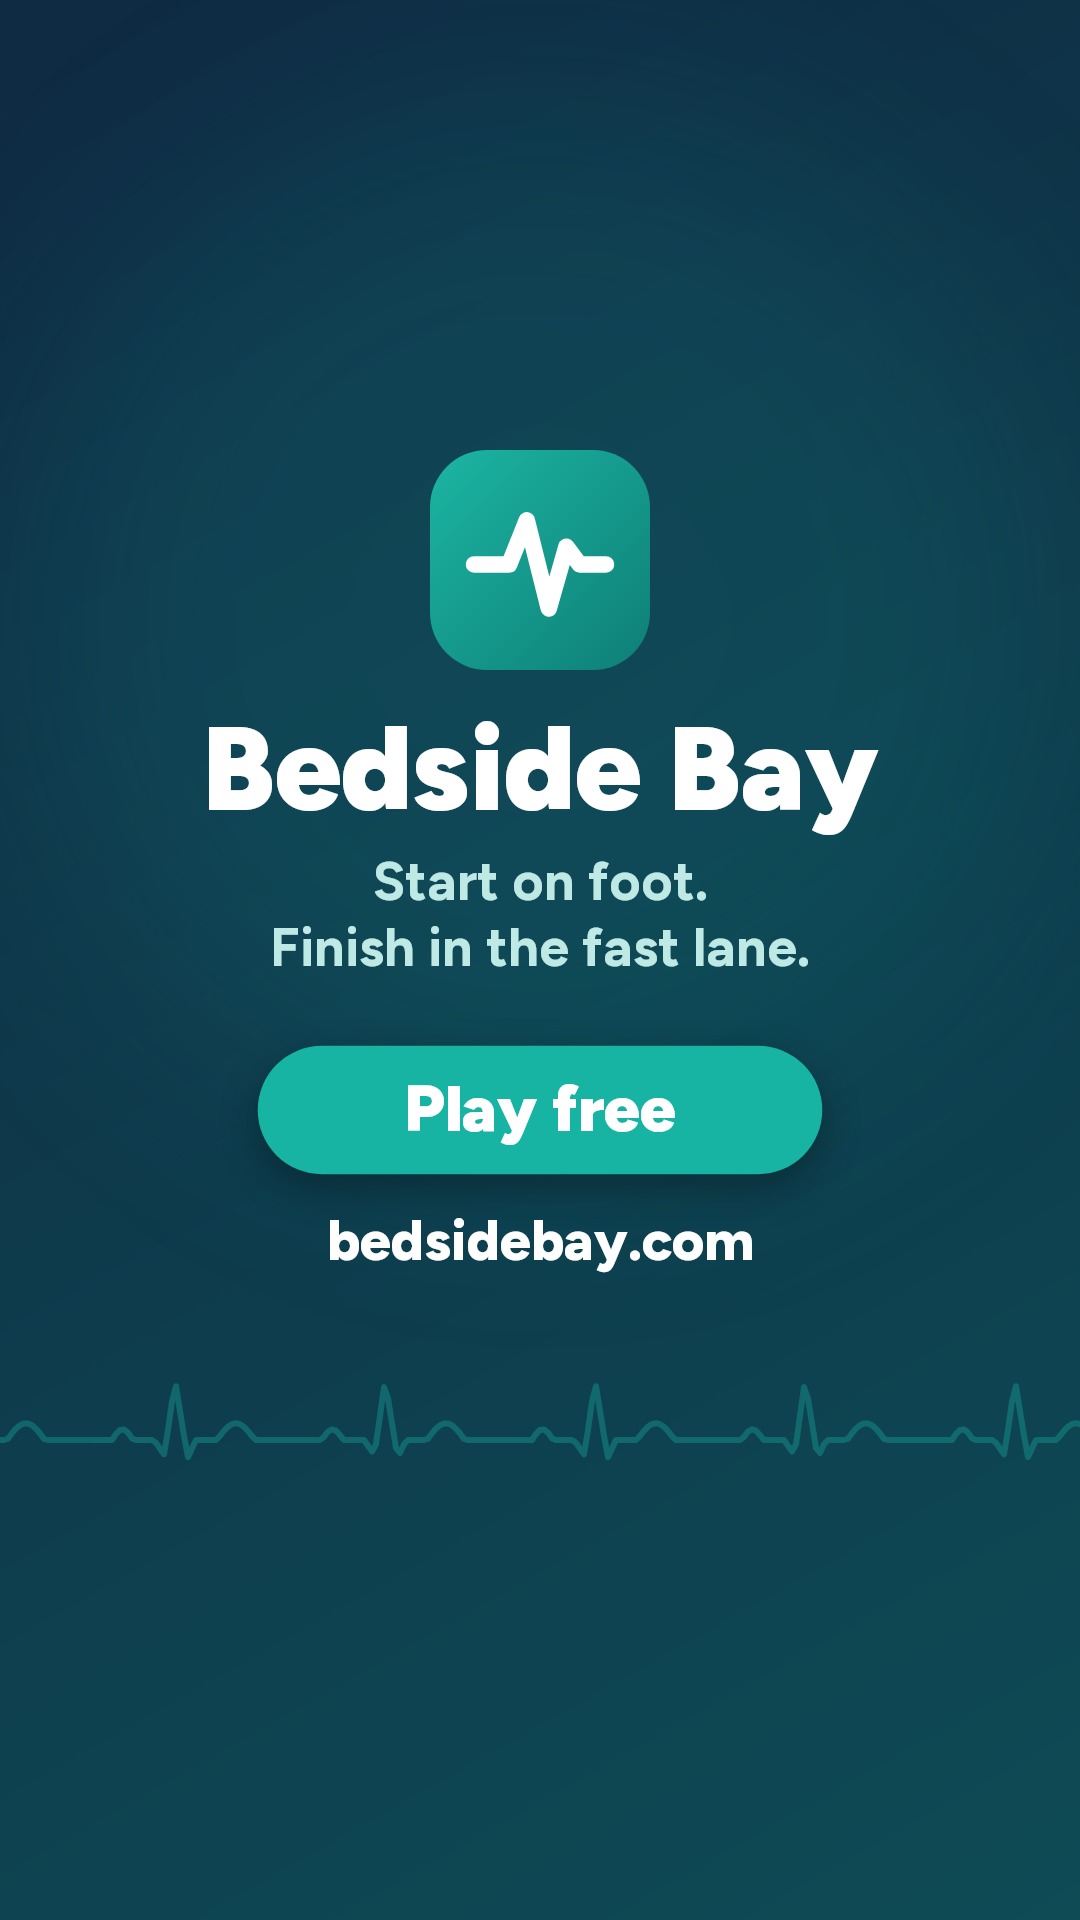 Bedside Bay
Start on foot.
Finish in the fast lane.
Play free
bedsidebay.com